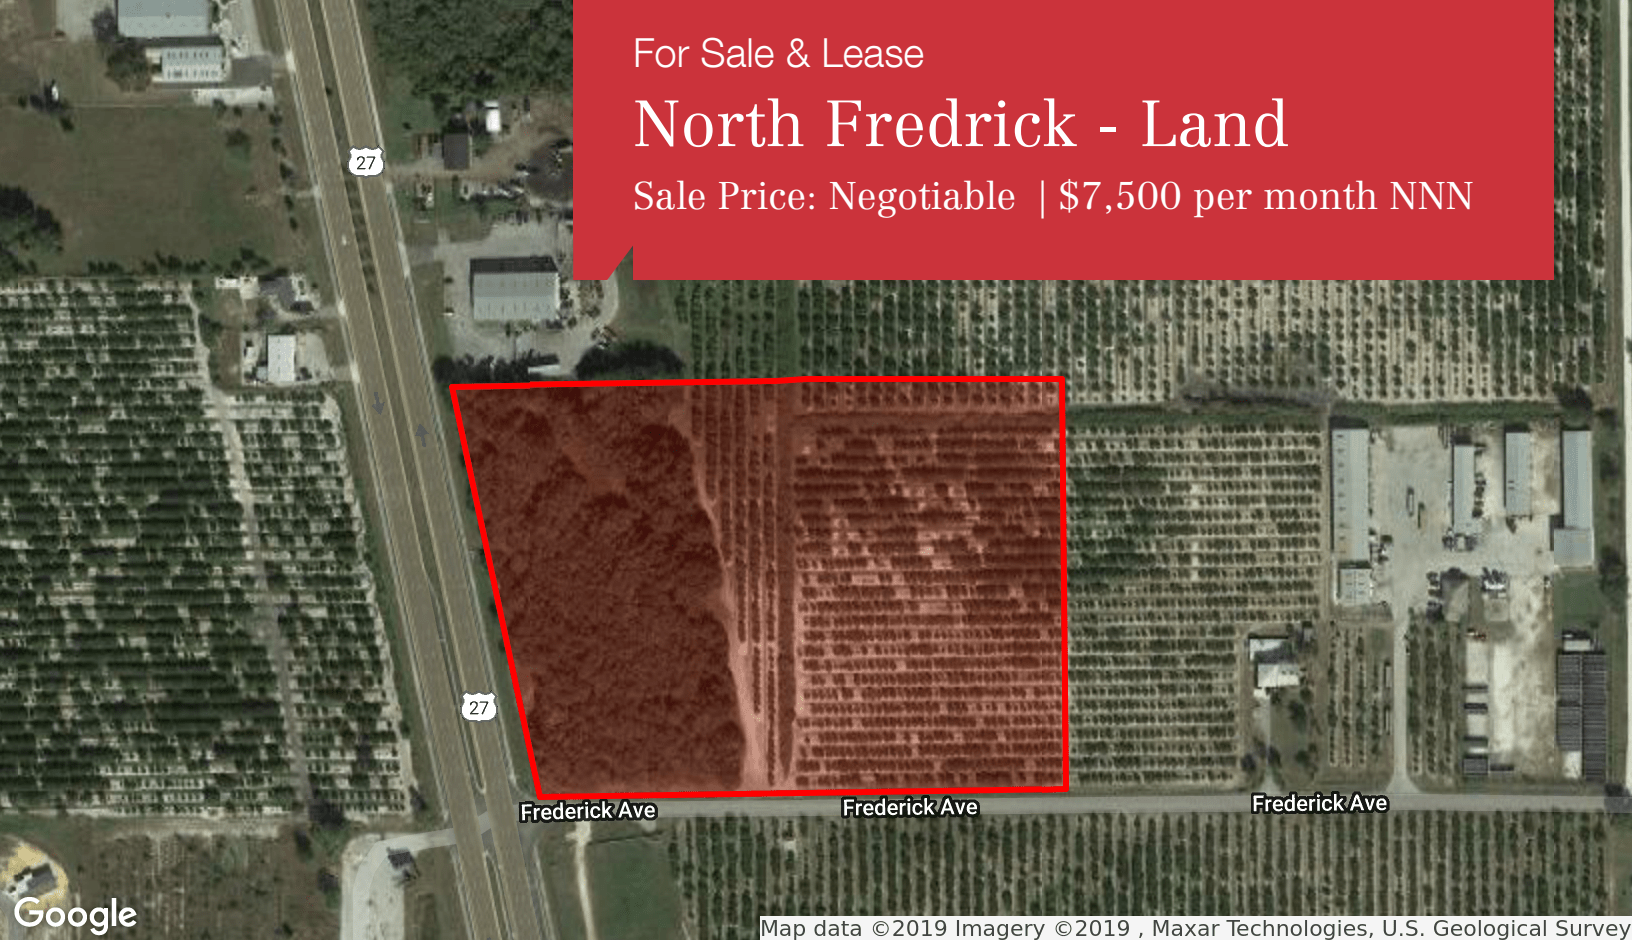 For Sale & Lease
North Fredrick - Land
Sale Price: Negotiable | $7,500 per month NNN
27
27
Frederick Ave
Frederick Ave
Frederick Ave
Google
Map data ©2019 Imagery ©2019 , Maxar Technologies, U.S. Geological Survey